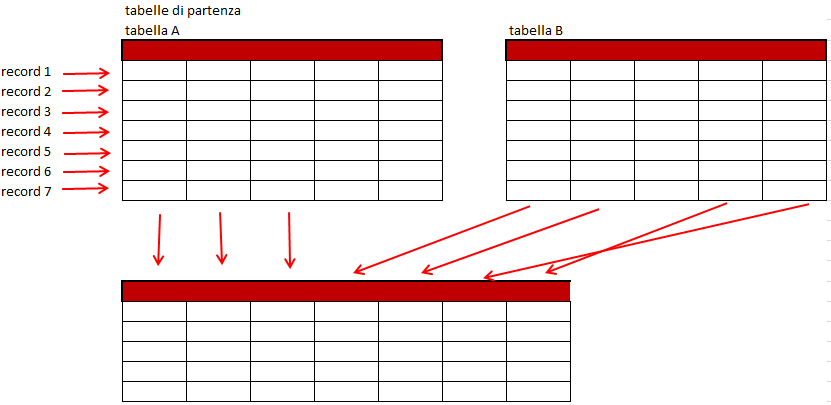 tabelle di partenza
tabella A
tabella B
record 1
record 2
record 3
record 4
record 5
record 6
record 7